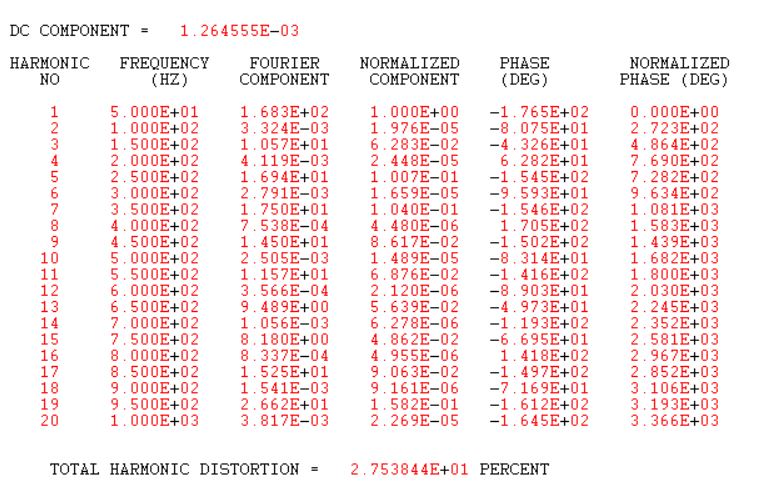 DC COMPONENT = 1.264555E-03
HARMONIC FREQUENCY FOURIER NORMALIZED PHASE NORMALIZED
NO (HZ) COMPONENT COMPONENT (DEG) PHASE (DEG)
1 5.000E+01 1.683E+02 1.000E+00 -1.765E+02 0.000E+00
2 1.000E+02 3.324E-03 1.976E-05 -8.075E+01 2.723E+02
3 1.500E+02 1.057E+01 6.283E-02 -4.326E+01 4.864E+02
4 2.000E+02 4.119E-03 2.448E-05 6.282E+01 7.690E+02
5 2.500E+02 1.694E+01 1.007E-01 -1.545E+02 7.282E+02
6 3.000E+02 2.791E-03 1.659E-05 -9.593E+01 9.634E+02
7 3.500E+02 1.750E+01 1.040E-01 -1.546E+02 1.081E+03
8 4.000E+02 7.538E-04 4.480E-06 1.705E+02 1.583E+03
9 4.500E+02 1.450E+01 8.617E-02 -1.502E+02 1.439E+03
10 5.000E+02 2.505E-03 1.489E-05 -8.314E+01 1.682E+03
11 5.500E+02 1.157E+01 6.876E-02 -1.416E+02 1.800E+03
12 6.000E+02 3.566E-04 2.120E-06 -8.903E+01 2.030E+03
13 6.500E+02 9.489E+00 5.639E-02 -4.973E+01 2.245E+03
14 7.000E+02 1.056E-03 6.278E-06 -1.193E+02 2.352E+03
15 7.500E+02 8.180E+00 4.862E-02 -6.695E+01 2.581E+03
16 8.000E+02 8.337E-04 4.955E-06 1.418E+02 2.967E+03
17 8.500E+02 1.525E+01 9.063E-02 -1.497E+02 2.852E+03
18 9.000E+02 1.541E-03 9.161E-06 -7.169E+01 3.106E+03
19 9.500E+02 2.662E+01 1.582E-01 -1.612E+02 3.193E+03
20 1.000E+03 3.817E-03 2.269E-05 -1.645E+02 3.366E+03
TOTAL HARMONIC DISTORTION = 2.753844E+01 PERCENT